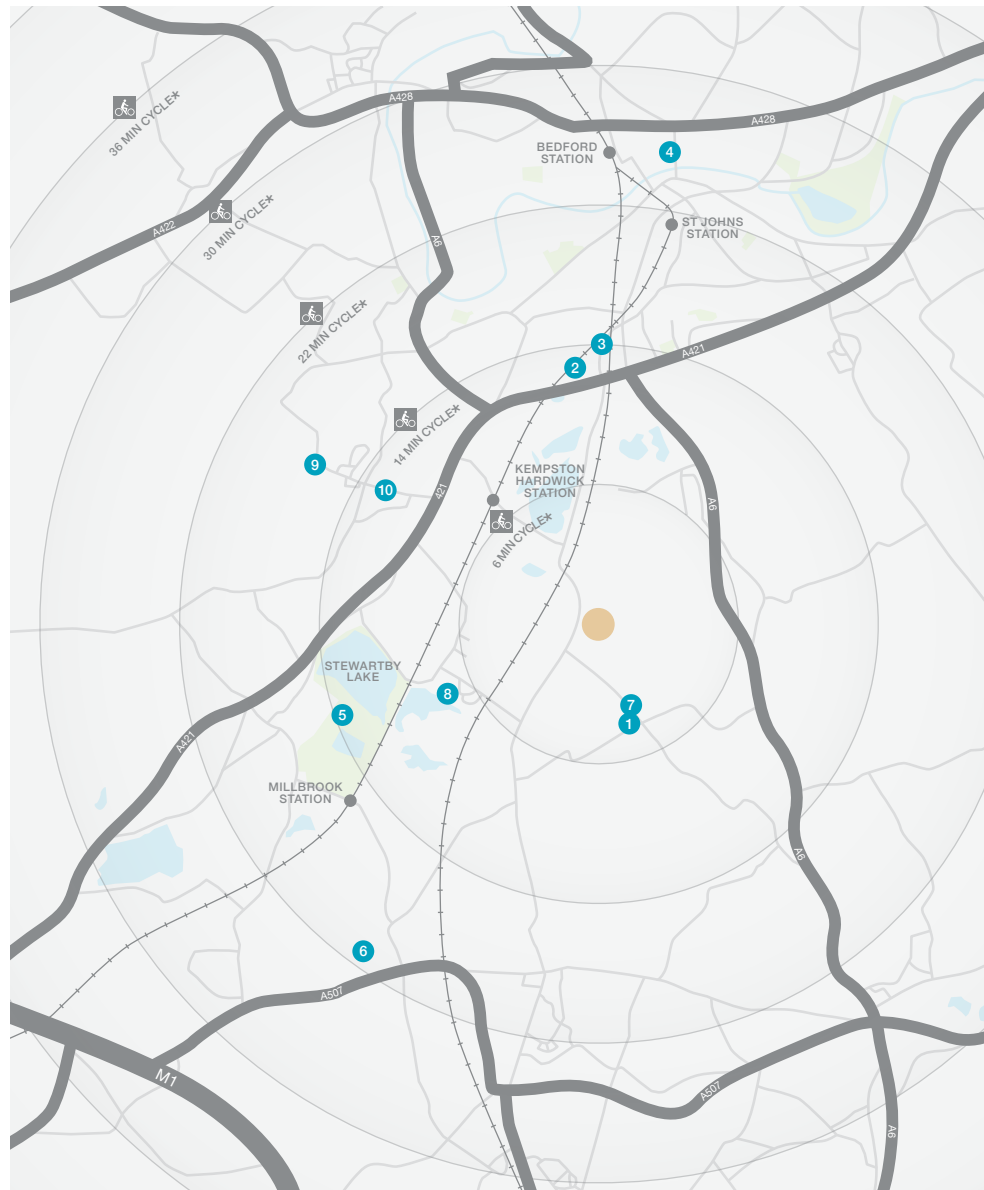 A428
36 MIN CYCLE*
A428
BEDFORD
STATION
4
30 MIN CYCLE*
A422
A6
ST JOHNS
STATION
22 MIN CYCLE*
3
A421
2
14 MIN CYCLE*
9
KEMPSTON
HARDWICK
STATION
10
421
A6
6 MIN CYCLE*
STEWARTBY
LAKE
8
7
5
1
A421
MILLBROOK
STATION
A6
6
A507
M1
A507
A6